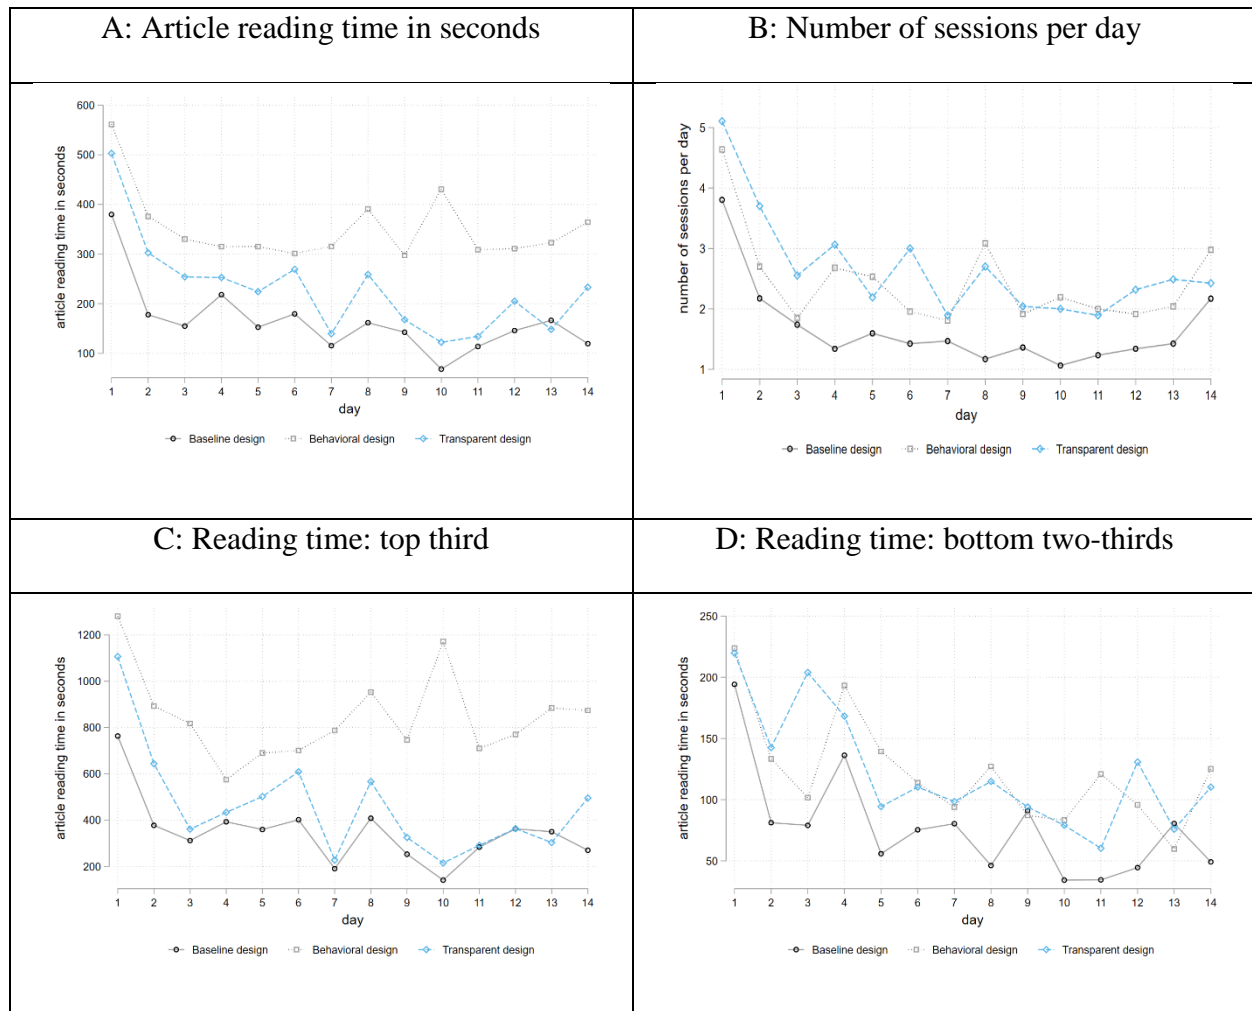 A: Article reading time in seconds
B: Number of sessions per day
article reading time in seconds
600
500
400
300
200
100
1 2 3 4 5 6 7 8 9 10 11 12 13 14
day
Baseline design Behavioral design Transparent design
number of sessions per day
5
4
3
2
1
1 2 3 4 5 6 7 8 9 10 11 12 13 14
day
Baseline design Behavioral design Transparent design
C: Reading time: top third
D: Reading time: bottom two-thirds
article reading time in seconds
1200
1000
800
600
400
200
1 2 3 4 5 6 7 8 9 10 11 12 13 14
day
Baseline design Behavioral design Transparent design
article reading time in seconds
250
200
150
100
50
1 2 3 4 5 6 7 8 9 10 11 12 13 14
day
Baseline design Behavioral design Transparent design